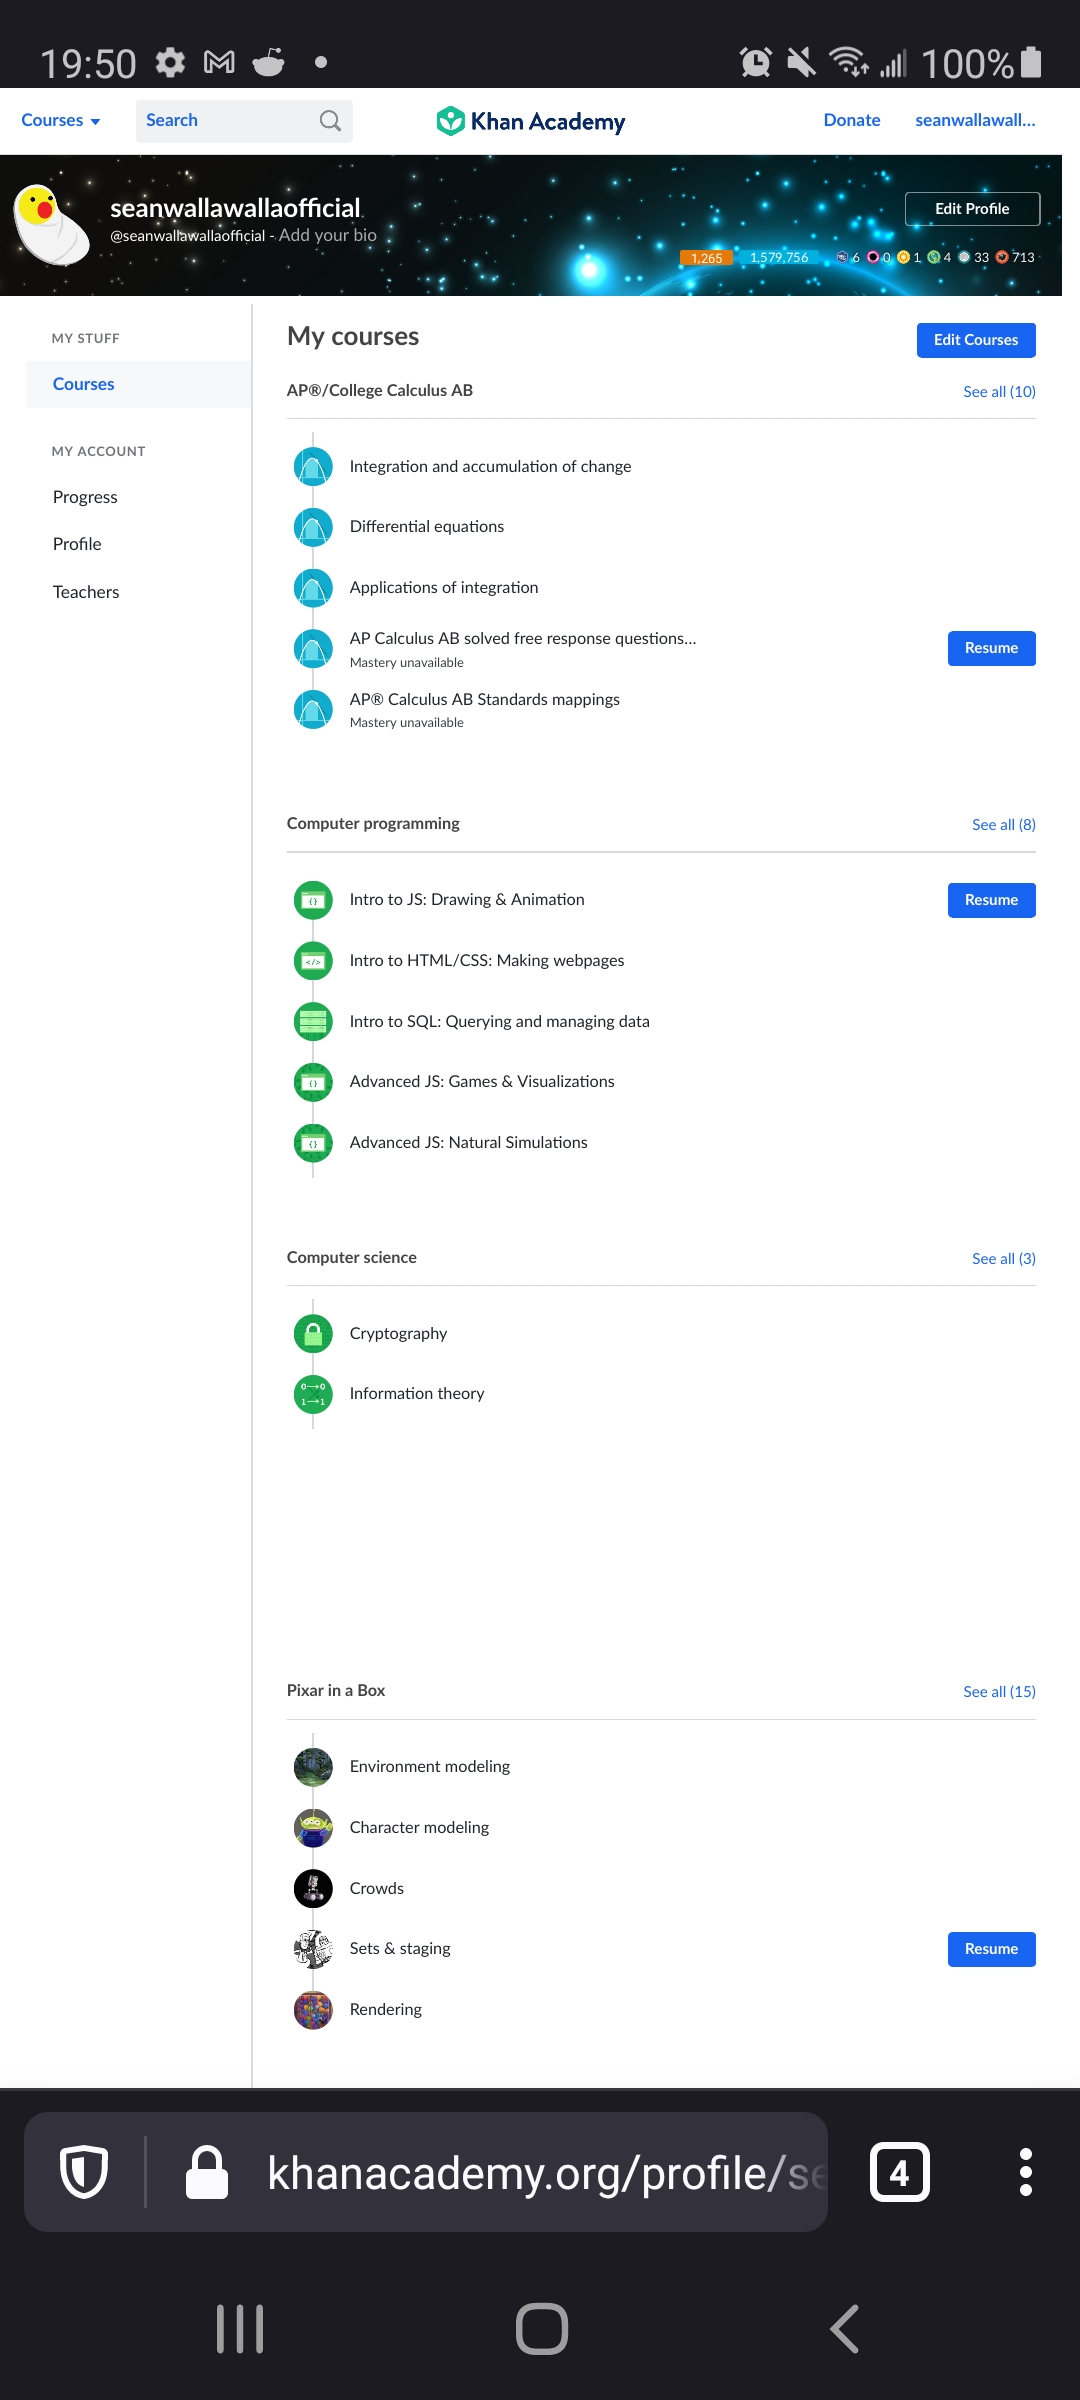 19:50
100%
Courses
Search
Khan Academy
Donate
seanwallawall...
seanwallawallaofficial
@seanwallawallaofficial - Add your bio
Edit Profile
1,265
1,579,756
6
0
1
4
33
713
MY STUFF
Courses
MY ACCOUNT
Progress
Profile
Teachers
My courses
Edit Courses
AP®/College Calculus AB
See all (10)
Integration and accumulation of change
Differential equations
Applications of integration
AP Calculus AB solved free response questions...
Mastery unavailable
Resume
AP® Calculus AB Standards mappings
Mastery unavailable
Computer programming
See all (8)
Intro to JS: Drawing & Animation
Resume
Intro to HTML/CSS: Making webpages
Intro to SQL: Querying and managing data
Advanced JS: Games & Visualizations
Advanced JS: Natural Simulations
Computer science
See all (3)
Cryptography
Information theory
Pixar in a Box
See all (15)
Environment modeling
Character modeling
Crowds
Sets & staging
Resume
Rendering
khanacademy.org/profile/se
4